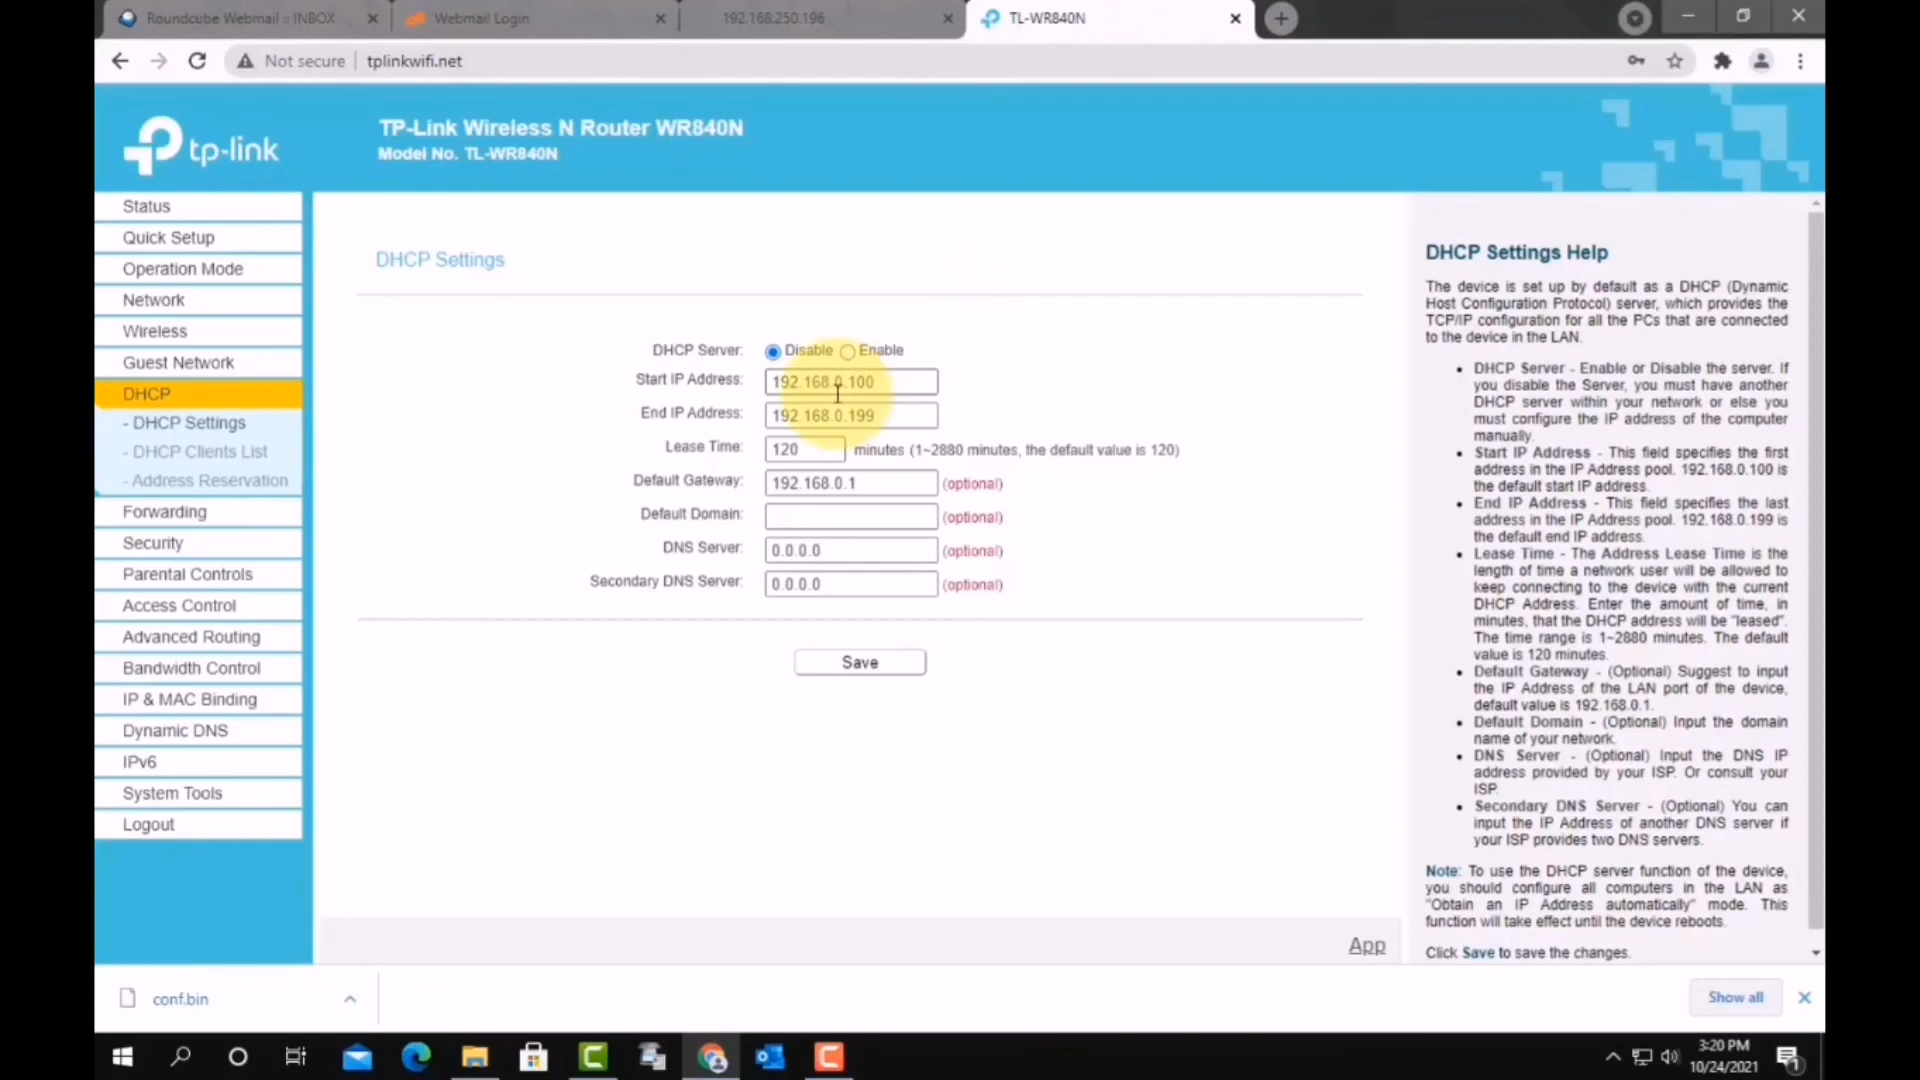 Roundcube Webmail :: INBOX
Webmail Login
192.168.250.196
TL-WR840N
Not secure
tplinkwifi.net
tp-link
TP-Link Wireless N Router WR840N
Model No. TL-WR840N
Status
Quick Setup
Operation Mode
Network
Wireless
Guest Network
DHCP
- DHCP Settings
- DHCP Clients List
- Address Reservation
Forwarding
Security
Parental Controls
Access Control
Advanced Routing
Bandwidth Control
IP & MAC Binding
Dynamic DNS
IPv6
System Tools
Logout
DHCP Settings
DHCP Server: Disable Enable
Start IP Address: 192.168.0.100
End IP Address: 192.168.0.199
Lease Time: 120 minutes (1~2880 minutes, the default value is 120)
Default Gateway: 192.168.0.1 (optional)
Default Domain: (optional)
DNS Server: 0.0.0.0 (optional)
Secondary DNS Server: 0.0.0.0 (optional)
Save
App
DHCP Settings Help
The device is set up by default as a DHCP (Dynamic
Host Configuration Protocol) server, which provides the
TCP/IP configuration for all the PCs that are connected
to the device in the LAN.
• DHCP Server - Enable or Disable the server. If
you disable the Server, you must have another
DHCP server within your network or else you
must configure the IP address of the computer
manually.
• Start IP Address - This field specifies the first
address in the IP Address pool. 192.168.0.100 is
the default start IP address.
• End IP Address - This field specifies the last
address in the IP Address pool. 192.168.0.199 is
the default end IP address.
• Lease Time - The Address Lease Time is the
length of time a network user will be allowed to
keep connecting to the device with the current
DHCP Address. Enter the amount of time, in
minutes, that the DHCP address will be "leased".
The time range is 1~2880 minutes. The default
value is 120 minutes.
• Default Gateway - (Optional) Suggest to input
the IP Address of the LAN port of the device,
default value is 192.168.0.1.
• Default Domain - (Optional) Input the domain
name of your network.
• DNS Server - (Optional) Input the DNS IP
address provided by your ISP. Or consult your
ISP.
• Secondary DNS Server - (Optional) You can
input the IP Address of another DNS server if
your ISP provides two DNS servers.
Note: To use the DHCP server function of the device,
you should configure all computers in the LAN as
"Obtain an IP Address automatically" mode. This
function will take effect until the device reboots.
Click Save to save the changes.
conf.bin
Show all
3:20 PM
10/24/2021
1